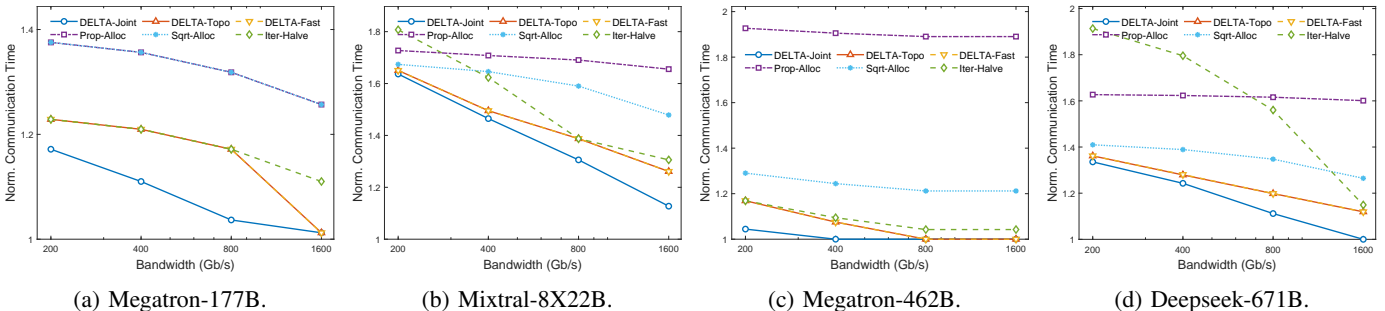 DELTA-Joint DELTA-Topo DELTA-Fast
Prop-Alloc Sqrt-Alloc Iter-Halve
Norm. Communication Time
1.4
1.2
1
200 400 800 1600
Bandwidth (Gb/s)
(a) Megatron-177B.
DELTA-Joint DELTA-Topo DELTA-Fast
Prop-Alloc Sqrt-Alloc Iter-Halve
Norm. Communication Time
1.8
1.6
1.4
1.2
1
200 400 800 1600
Bandwidth (Gb/s)
(b) Mixtral-8X22B.
DELTA-Joint DELTA-Topo DELTA-Fast
Prop-Alloc Sqrt-Alloc Iter-Halve
Norm. Communication Time
2
1.8
1.6
1.4
1.2
1
200 400 800 1600
Bandwidth (Gb/s)
(c) Megatron-462B.
DELTA-Joint DELTA-Topo DELTA-Fast
Prop-Alloc Sqrt-Alloc Iter-Halve
Norm. Communication Time
2
1.8
1.6
1.4
1.2
1
200 400 800 1600
Bandwidth (Gb/s)
(d) Deepseek-671B.